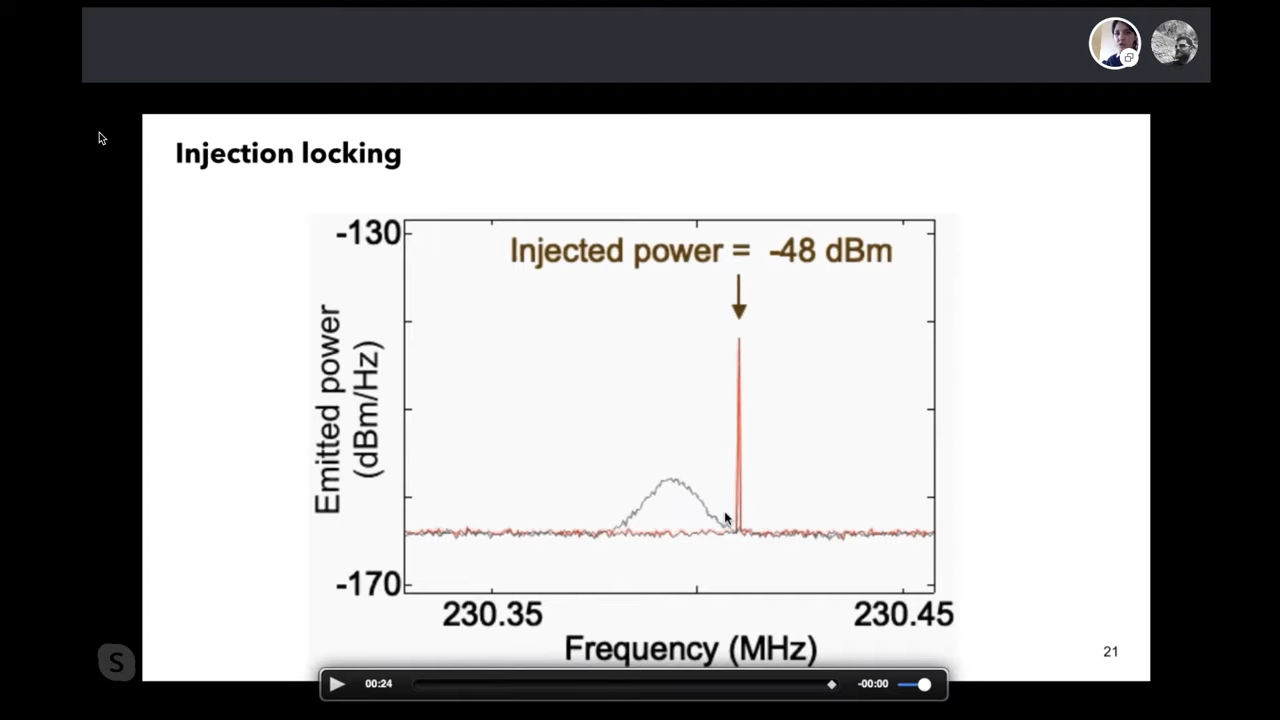 Injection locking
-130
Injected power = -48 dBm
Emitted power
(dBm/Hz)
-170
230.35
230.45
Frequency (MHz)
21
S
00:24
-00:00